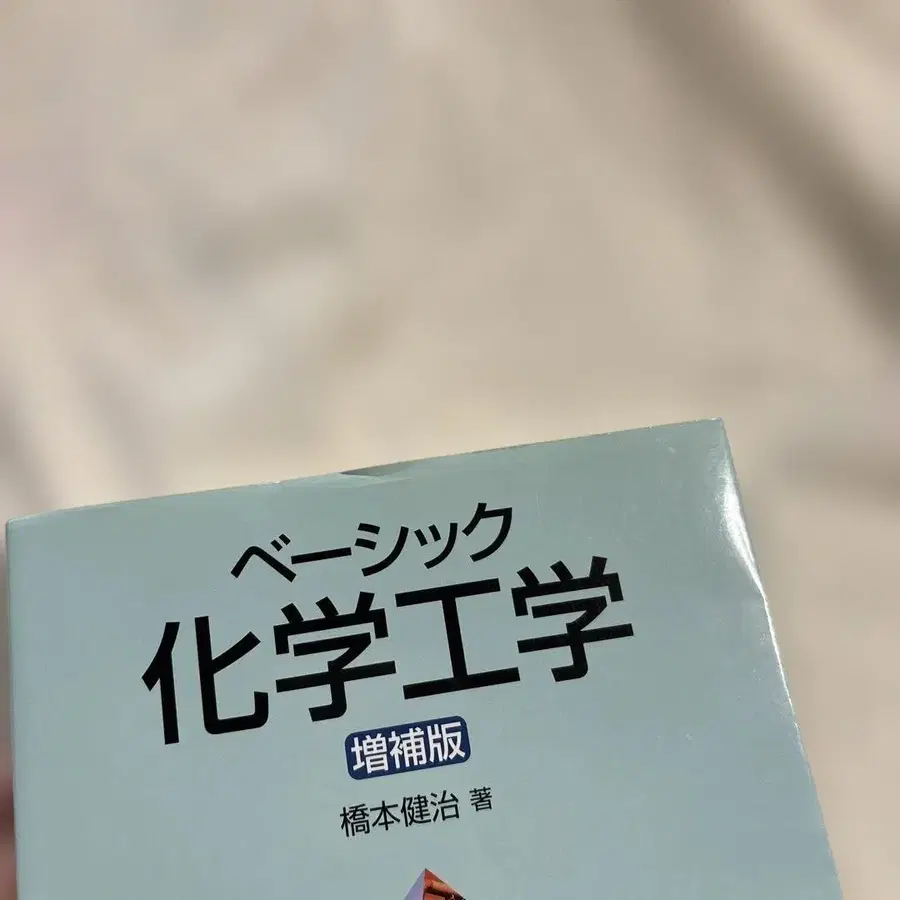 ベーシック
化学工学
増補版
橋本健治 著